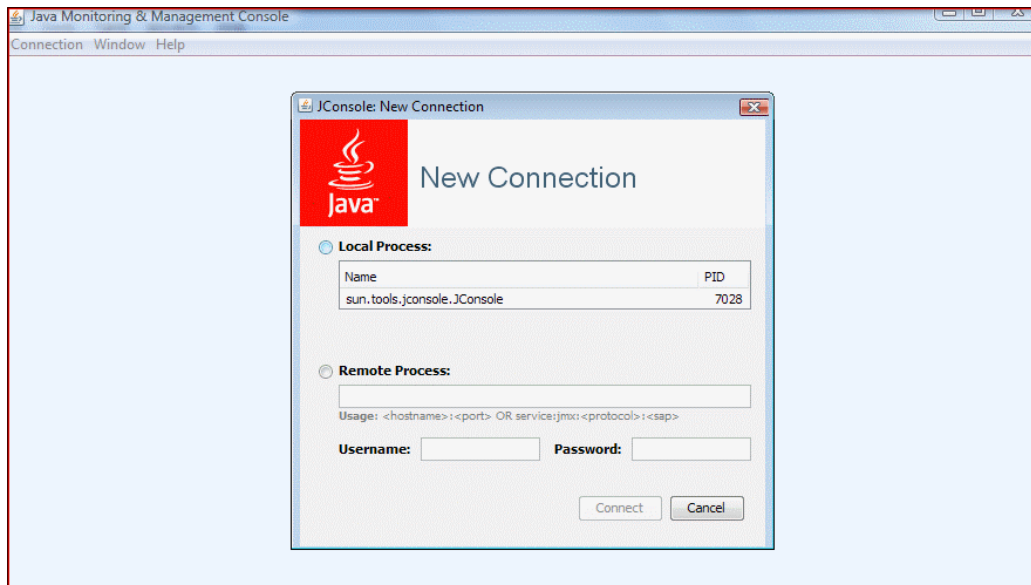 Java Monitoring & Management Console
Connection Window Help
JConsole: New Connection
Java™
New Connection
Local Process:
Name PID
sun.tools.jconsole.JConsole 7028
Remote Process:
Usage: <hostname>:<port> OR service:jmx:<protocol>:<sap>
Username: Password:
Connect Cancel